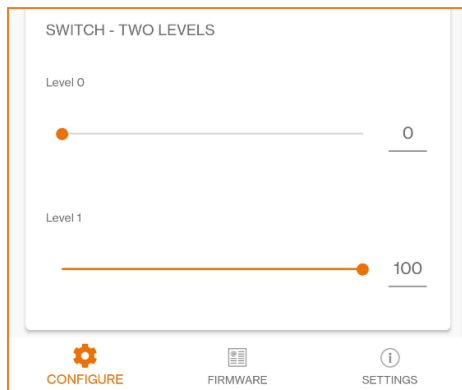 SWITCH - TWO LEVELS
Level 0
0
Level 1
100
CONFIGURE FIRMWARE SETTINGS